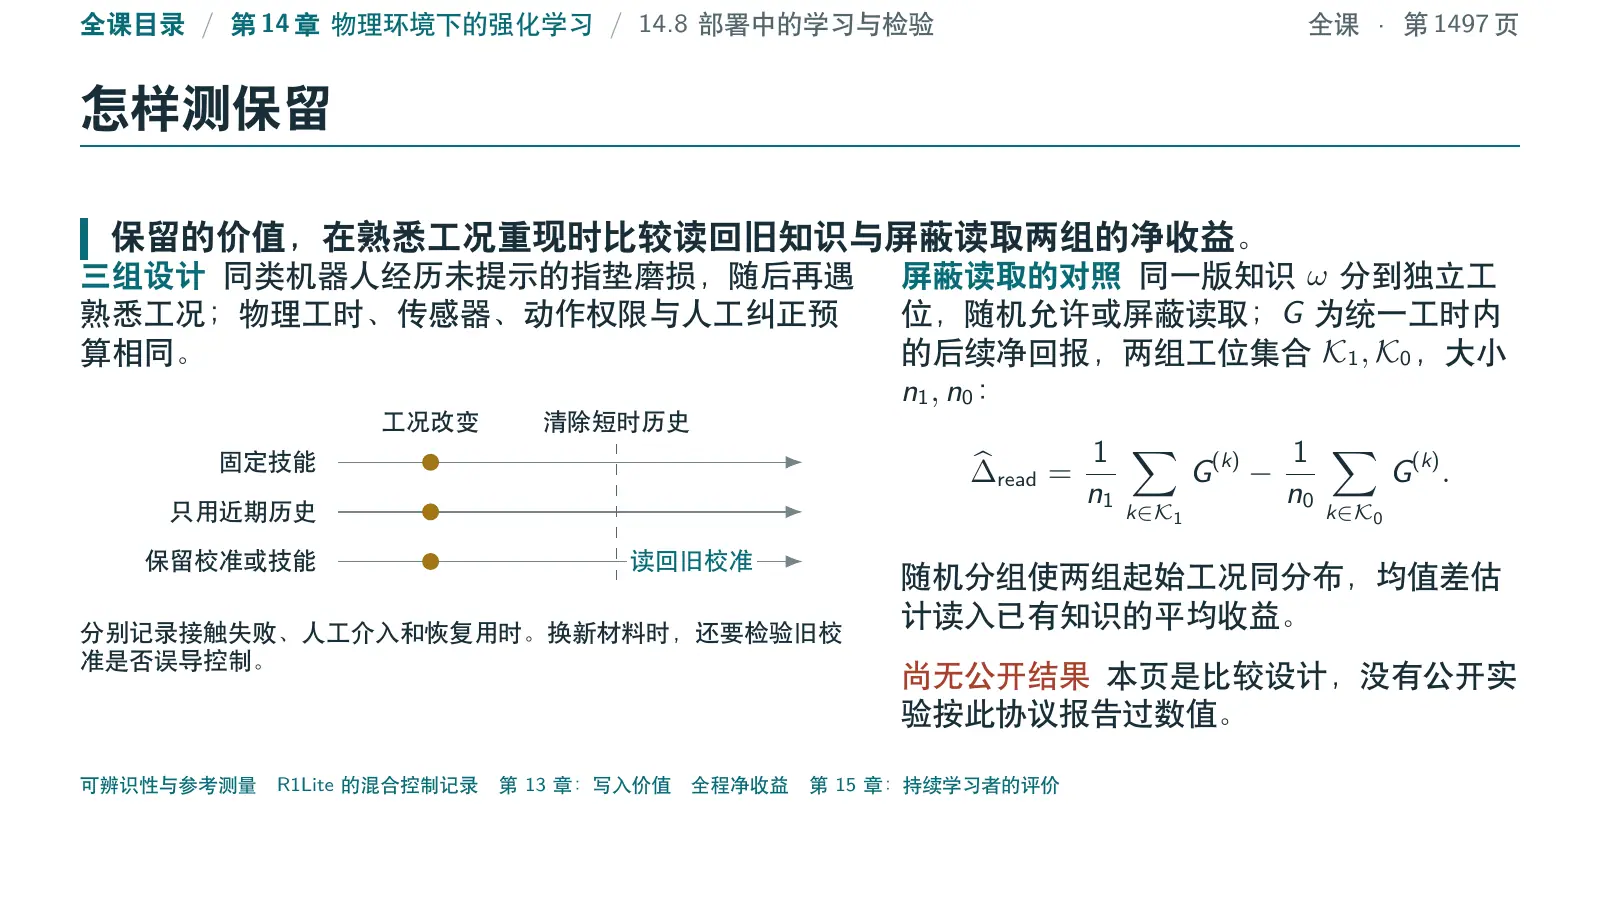 全课目录 / 第 14 章 物理环境下的强化学习 / 14.8 部署中的学习与检验
全课 · 第 1497 页
怎样测保留
保留的价值，在熟悉工况重现时比较读回旧知识与屏蔽读取两组的净收益。
三组设计 同类机器人经历未提示的指垫磨损，随后再遇
熟悉工况；物理工时、传感器、动作权限与人工纠正预
算相同。
工况改变 清除短时历史
固定技能
只用近期历史
保留校准或技能 读回旧校准
分别记录接触失败、人工介入和恢复用时。换新材料时，还要检验旧校
准是否误导控制。
屏蔽读取的对照 同一版知识 ω 分到独立工
位，随机允许或屏蔽读取；G 为统一工时内
的后续净回报，两组工位集合 𝒦₁, 𝒦₀，大小
n₁, n₀：
Δ̂_read = 1/n₁ ∑_{k∈𝒦₁} G^(k) − 1/n₀ ∑_{k∈𝒦₀} G^(k).
随机分组使两组起始工况同分布，均值差估
计读入已有知识的平均收益。
尚无公开结果 本页是比较设计，没有公开实
验按此协议报告过数值。
可辨识性与参考测量 R1Lite 的混合控制记录 第 13 章：写入价值 全程净收益 第 15 章：持续学习者的评价